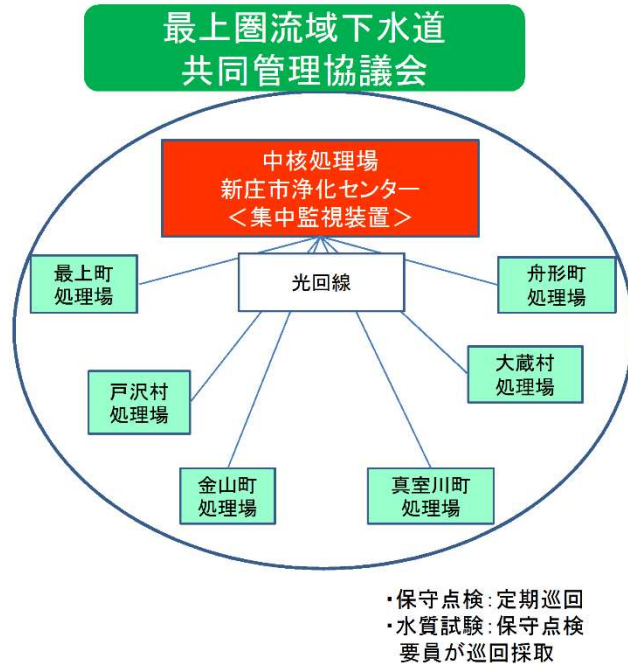 最上圏流域下水道
共同管理協議会
中核処理場
新庄市浄化センター
＜集中監視装置＞
光回線
最上町
処理場
舟形町
処理場
戸沢村
処理場
大蔵村
処理場
金山町
処理場
真室川町
処理場
・保守点検：定期巡回
・水質試験：保守点検
要員が巡回採取